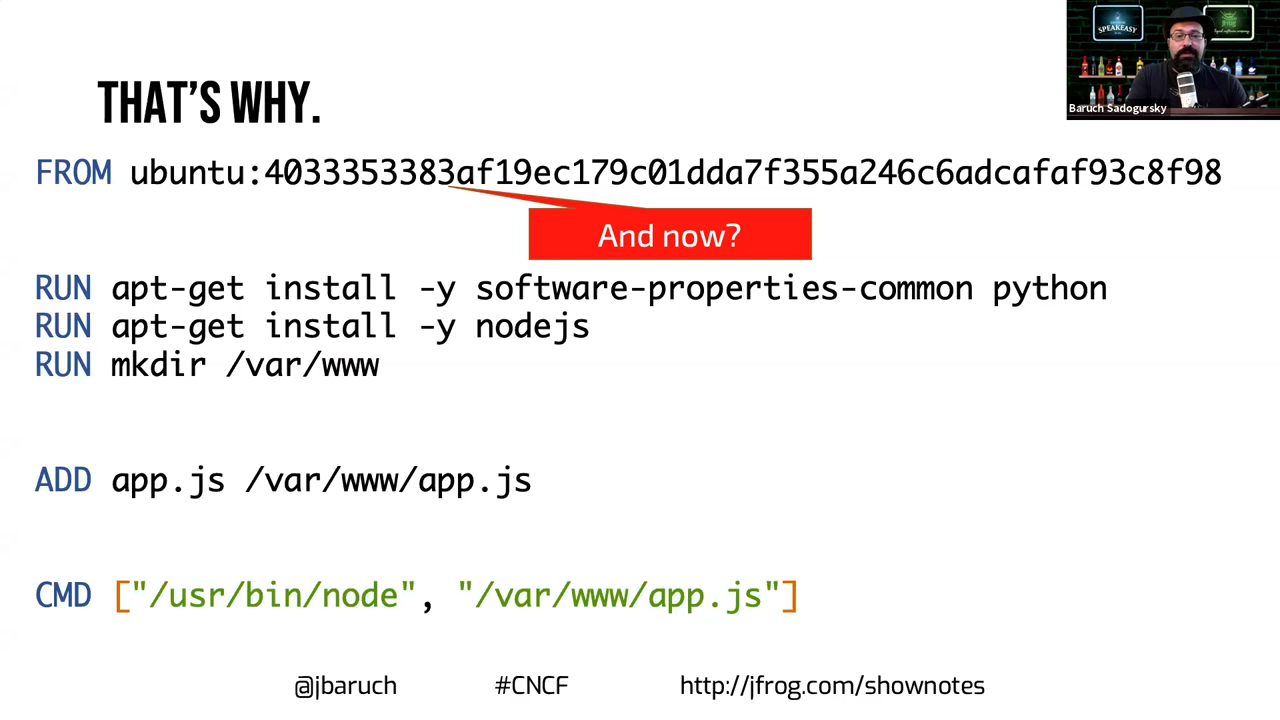 SPEAKEASY
Baruch Sadogursky
THAT'S WHY.
FROM ubuntu:4033353383af19ec179c01dda7f355a246c6adcafaf93c8f98
And now?
RUN apt-get install -y software-properties-common python
RUN apt-get install -y nodejs
RUN mkdir /var/www
ADD app.js /var/www/app.js
CMD ["/usr/bin/node", "/var/www/app.js"]
@jbaruch #CNCF http://jfrog.com/shownotes